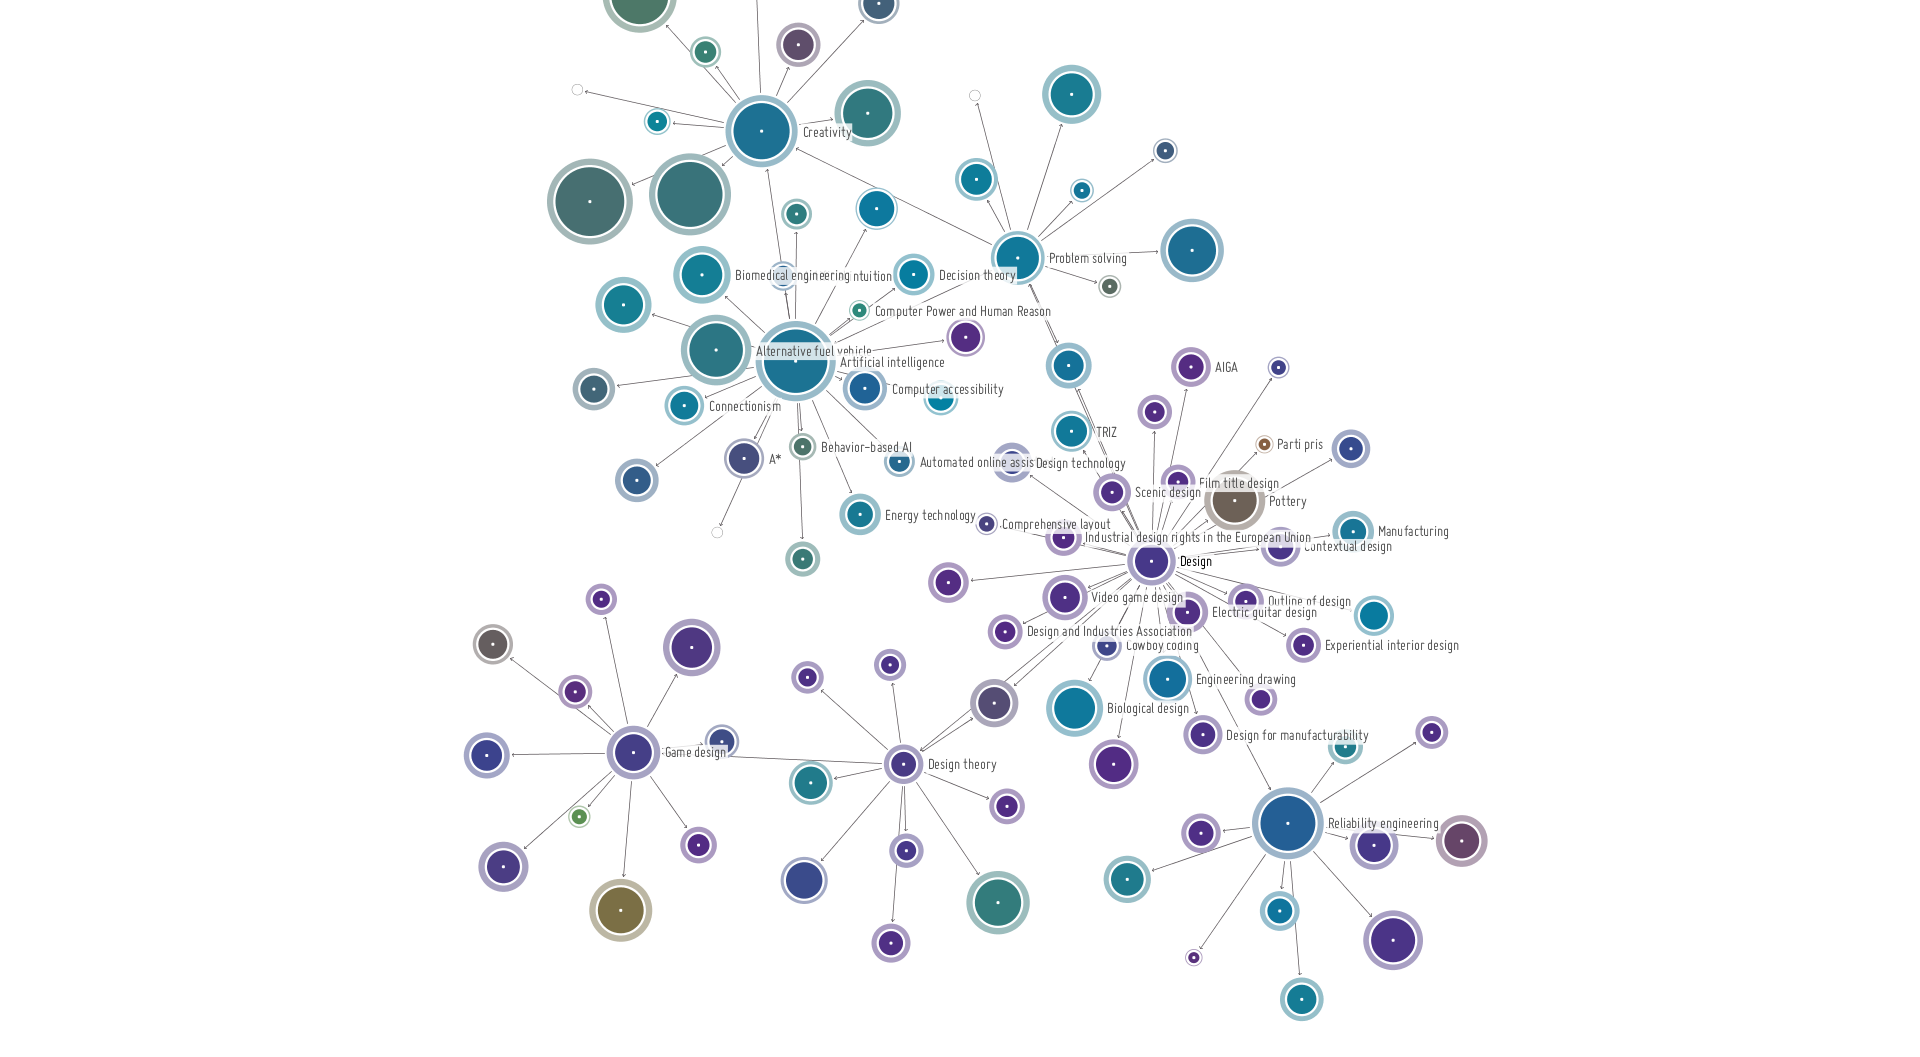 Creativity
Problem solving
Biomedical engineering
ntuition
Decision theory
Computer Power and Human Reason
Alternative fuel vehicle
Artificial intelligence
AIGA
Computer accessibility
Connectionism
TRIZ
Parti pris
Behavior-based AI
A*
Automated online assis
Design technology
Film title design
Scenic design
Pottery
Energy technology
Comprehensive layout
Manufacturing
Industrial design rights in the European Union
Contextual design
Design
Video game design
Outline of design
Electric guitar design
Design and Industries Association
Cowboy coding
Experiential interior design
Engineering drawing
Biological design
Design for manufacturability
Game design
Design theory
Reliability engineering